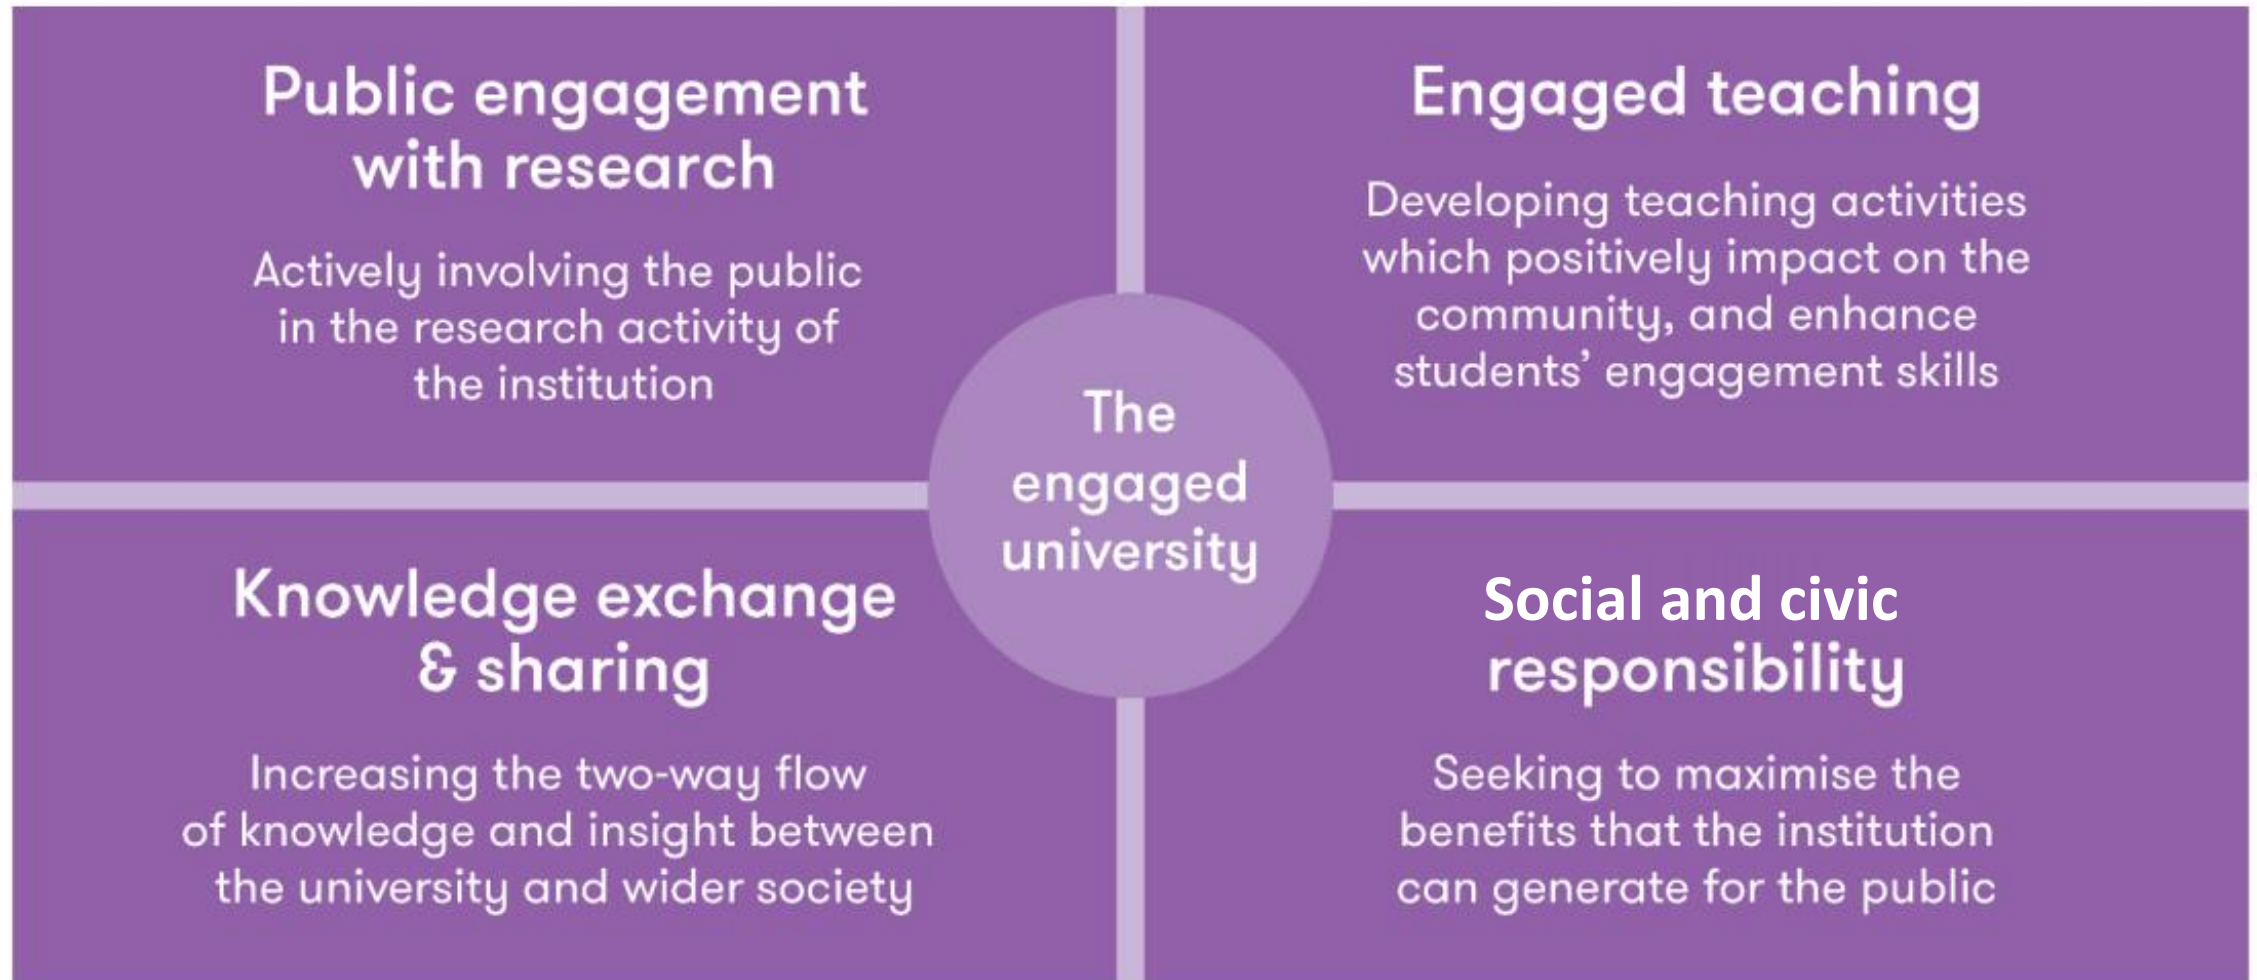 Public engagement
with research
Actively involving the public
in the research activity of
the institution
Engaged teaching
Developing teaching activities
which positively impact on the
community, and enhance
students’ engagement skills
The
engaged
university
Knowledge exchange
& sharing
Increasing the two-way flow
of knowledge and insight between
the university and wider society
Social and civic
responsibility
Seeking to maximise the
benefits that the institution
can generate for the public